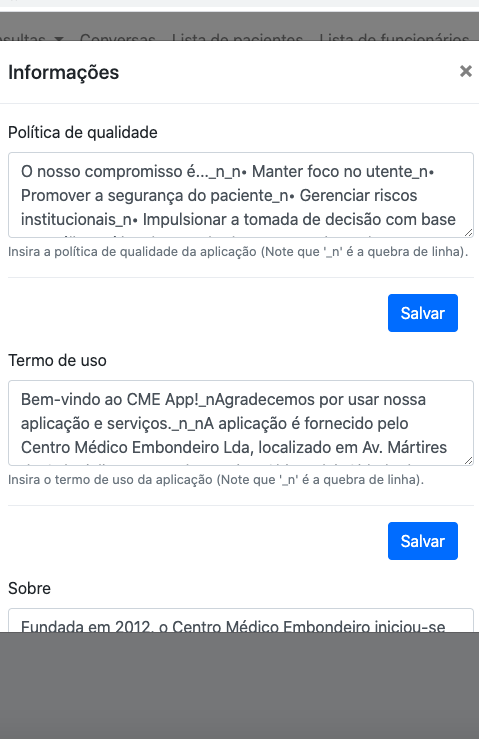 Conversas Lista de pacientes Lista de funcionários
Informações ×
Política de qualidade
O nosso compromisso é..._n_n• Manter foco no utente_n•
Promover a segurança do paciente_n• Gerenciar riscos
institucionais_n• Impulsionar a tomada de decisão com base
Insira a política de qualidade da aplicação (Note que '_n' é a quebra de linha).
Salvar
Termo de uso
Bem-vindo ao CME App!_nAgradecemos por usar nossa
aplicação e serviços._n_nA aplicação é fornecido pelo
Centro Médico Embondeiro Lda, localizado em Av. Mártires
Insira o termo de uso da aplicação (Note que '_n' é a quebra de linha).
Salvar
Sobre
Fundada em 2012, o Centro Médico Embondeiro iniciou-se